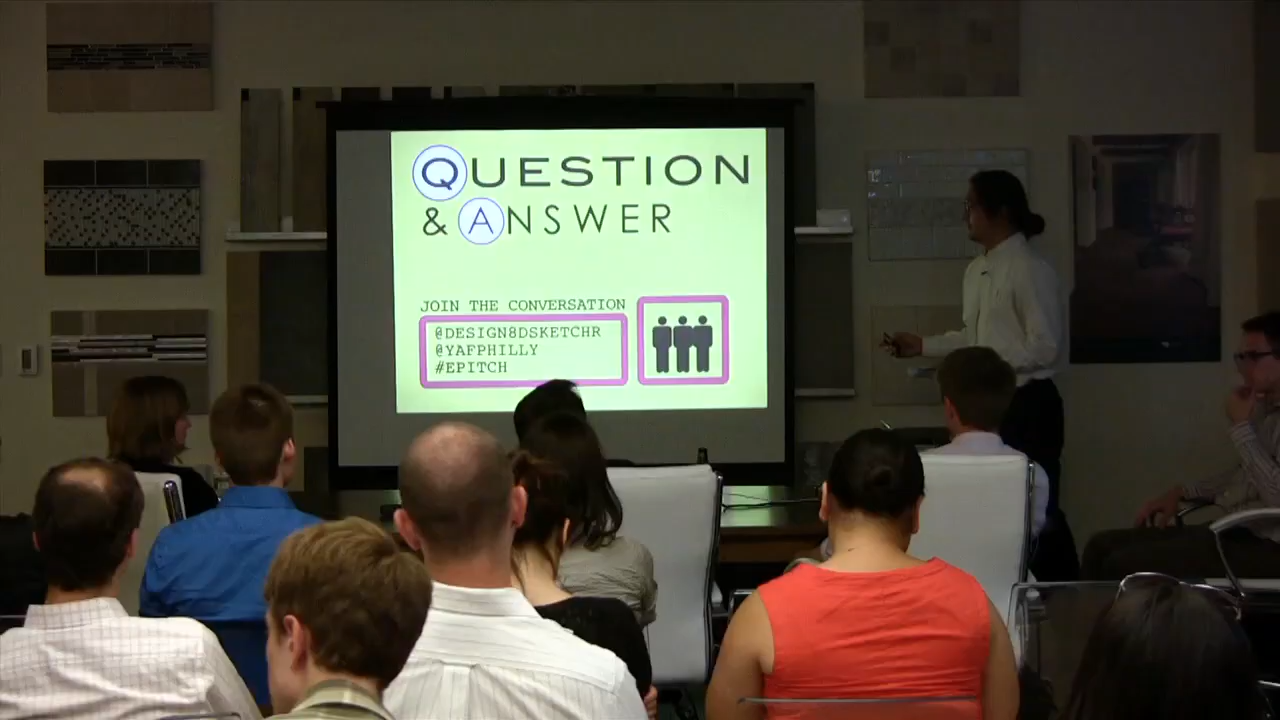 QUESTION
& ANSWER
JOIN THE CONVERSATION
@DESIGN8DSKETCHR
@YAFPHILLY
#EPITCH